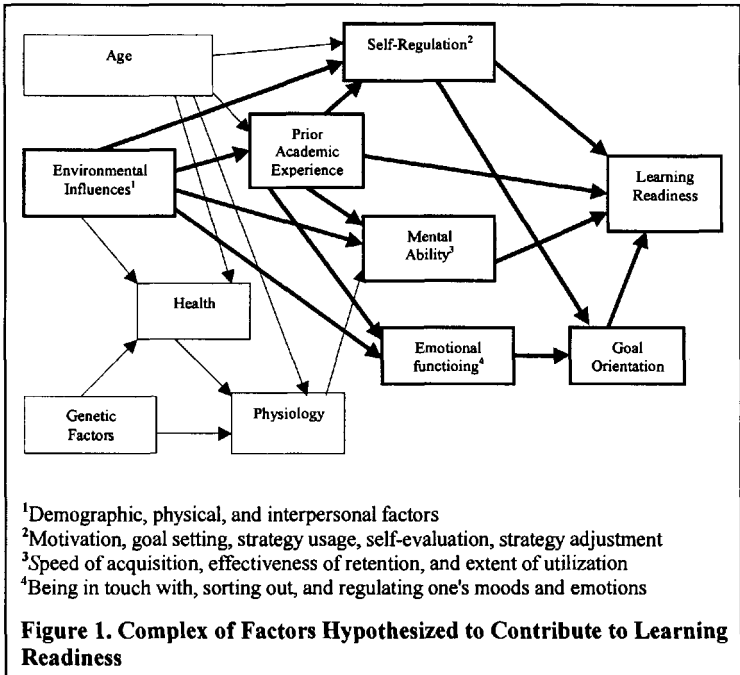 Age
Self-Regulation²
Prior
Academic
Experience
Environmental
Influences¹
Learning
Readiness
Mental
Ability³
Health
Emotional
functioing⁴
Goal
Orientation
Genetic
Factors
Physiology
¹Demographic, physical, and interpersonal factors
²Motivation, goal setting, strategy usage, self-evaluation, strategy adjustment
³Speed of acquisition, effectiveness of retention, and extent of utilization
⁴Being in touch with, sorting out, and regulating one's moods and emotions
Figure 1. Complex of Factors Hypothesized to Contribute to Learning
Readiness